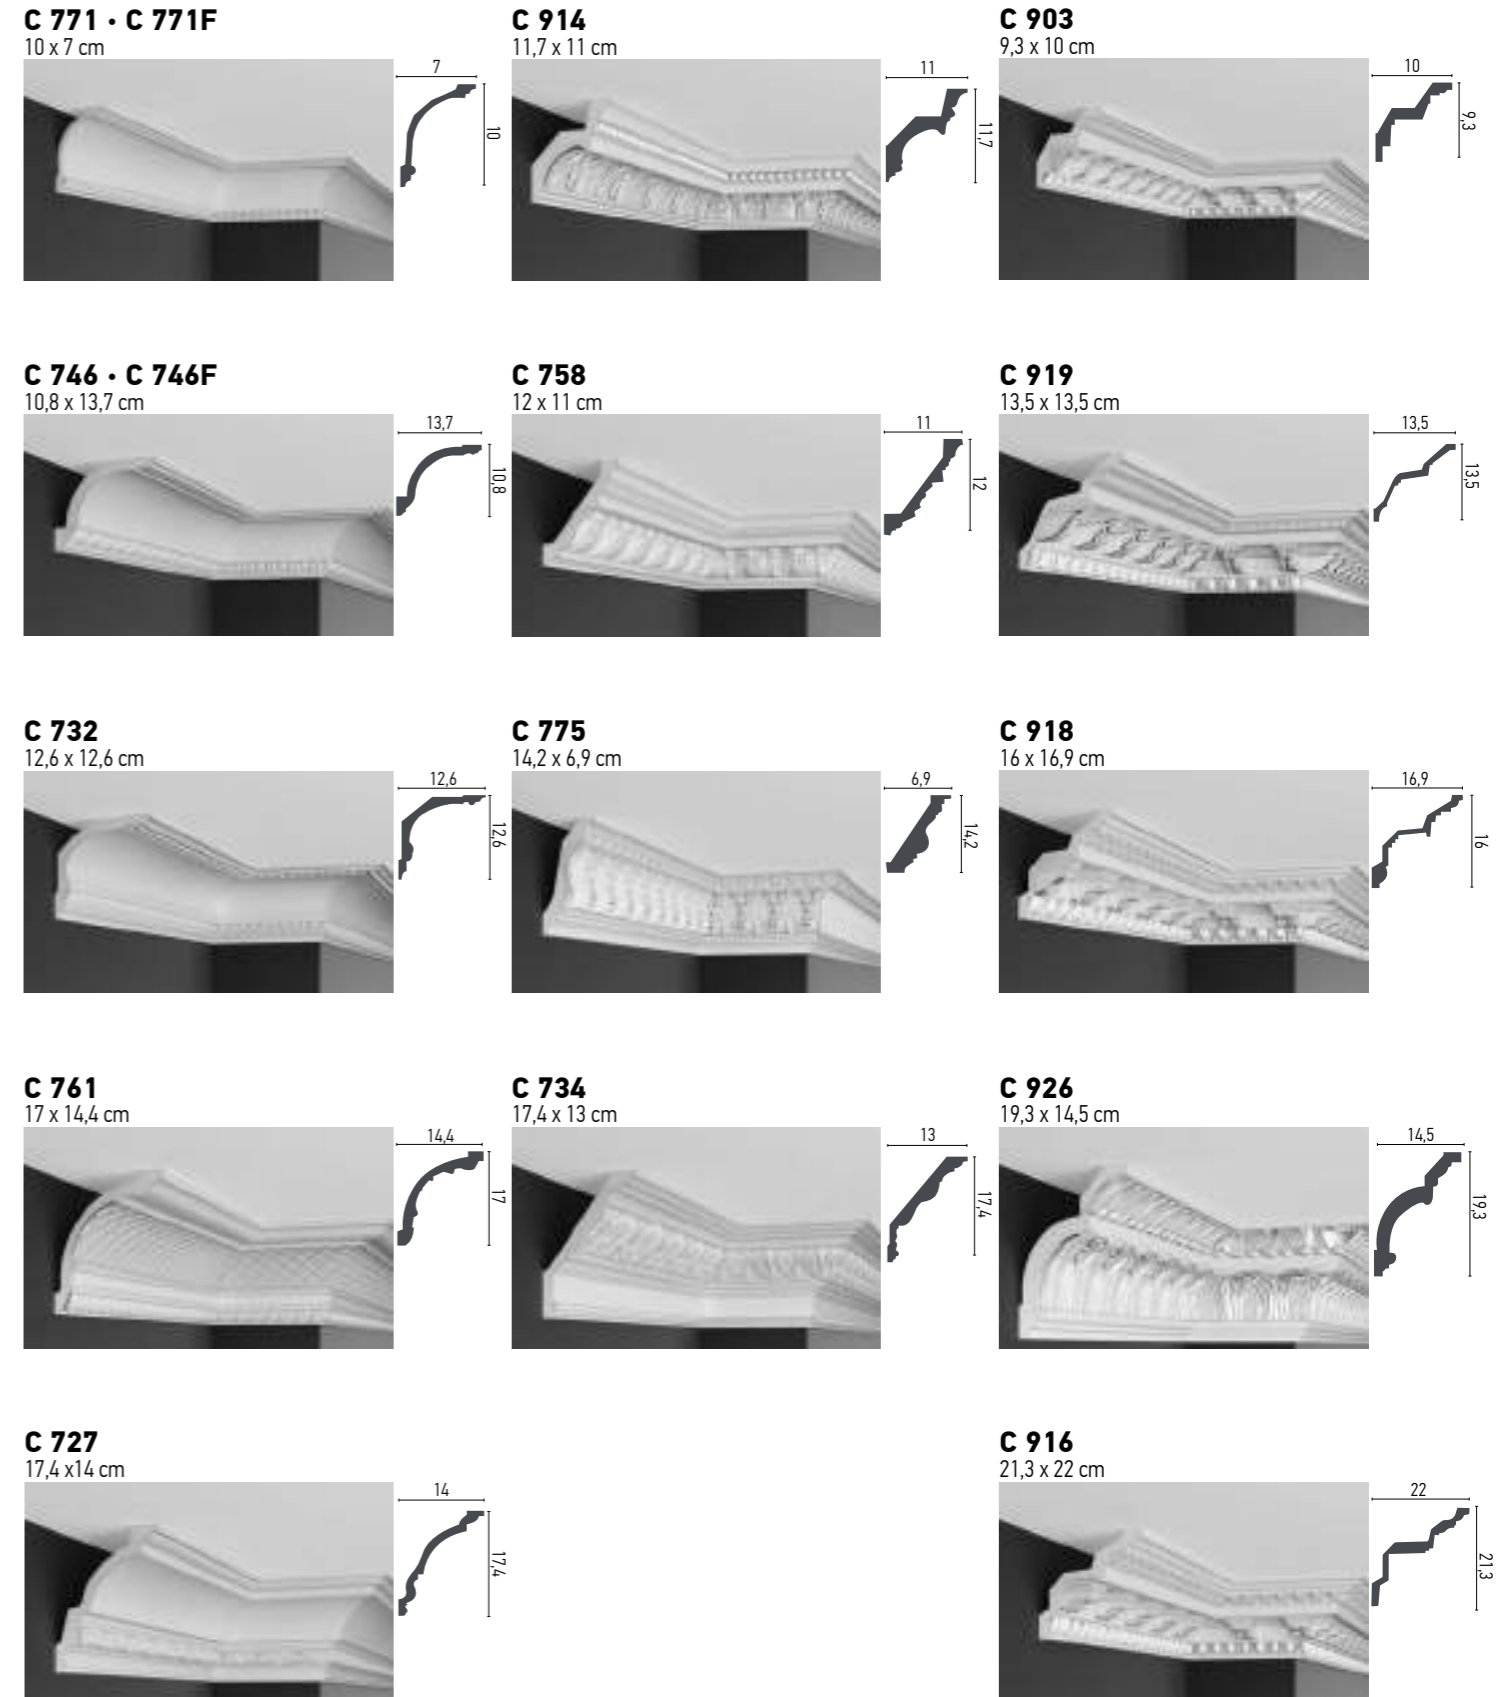 C 771 • C 771F
10 x 7 cm
7
10
C 914
11,7 x 11 cm
11
11,7
C 903
9,3 x 10 cm
10
9,3
C 746 • C 746F
10,8 x 13,7 cm
13,7
10,8
C 758
12 x 11 cm
11
12
C 919
13,5 x 13,5 cm
13,5
13,5
C 732
12,6 x 12,6 cm
12,6
12,6
C 775
14,2 x 6,9 cm
6,9
14,2
C 918
16 x 16,9 cm
16,9
16
C 761
17 x 14,4 cm
14,4
17
C 734
17,4 x 13 cm
13
17,4
C 926
19,3 x 14,5 cm
14,5
19,3
C 727
17,4 x14 cm
14
17,4
C 916
21,3 x 22 cm
22
21,3